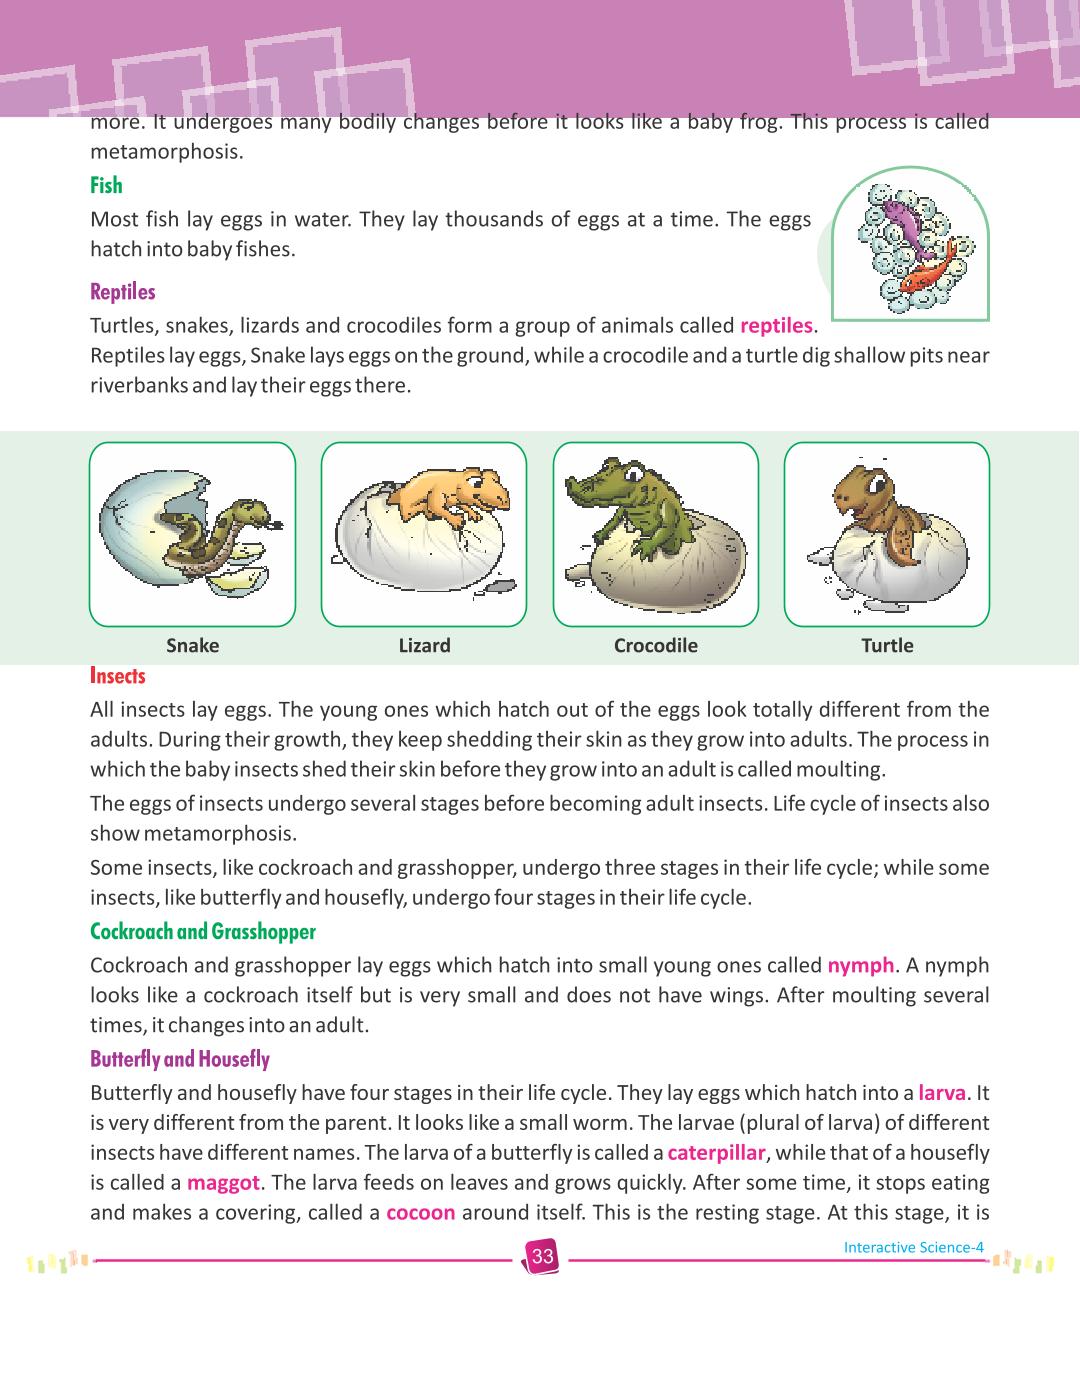 more. It undergoes many bodily changes before it looks like a baby frog. This process is called
metamorphosis.
Fish
Most fish lay eggs in water. They lay thousands of eggs at a time. The eggs
hatch into baby fishes.
Reptiles
Turtles, snakes, lizards and crocodiles form a group of animals called reptiles.
Reptiles lay eggs, Snake lays eggs on the ground, while a crocodile and a turtle dig shallow pits near
riverbanks and lay their eggs there.
Snake Lizard Crocodile Turtle
Insects
All insects lay eggs. The young ones which hatch out of the eggs look totally different from the
adults. During their growth, they keep shedding their skin as they grow into adults. The process in
which the baby insects shed their skin before they grow into an adult is called moulting.
The eggs of insects undergo several stages before becoming adult insects. Life cycle of insects also
show metamorphosis.
Some insects, like cockroach and grasshopper, undergo three stages in their life cycle; while some
insects, like butterfly and housefly, undergo four stages in their life cycle.
Cockroach and Grasshopper
Cockroach and grasshopper lay eggs which hatch into small young ones called nymph. A nymph
looks like a cockroach itself but is very small and does not have wings. After moulting several
times, it changes into an adult.
Butterfly and Housefly
Butterfly and housefly have four stages in their life cycle. They lay eggs which hatch into a larva. It
is very different from the parent. It looks like a small worm. The larvae (plural of larva) of different
insects have different names. The larva of a butterfly is called a caterpillar, while that of a housefly
is called a maggot. The larva feeds on leaves and grows quickly. After some time, it stops eating
and makes a covering, called a cocoon around itself. This is the resting stage. At this stage, it is
Interactive Science-4
33